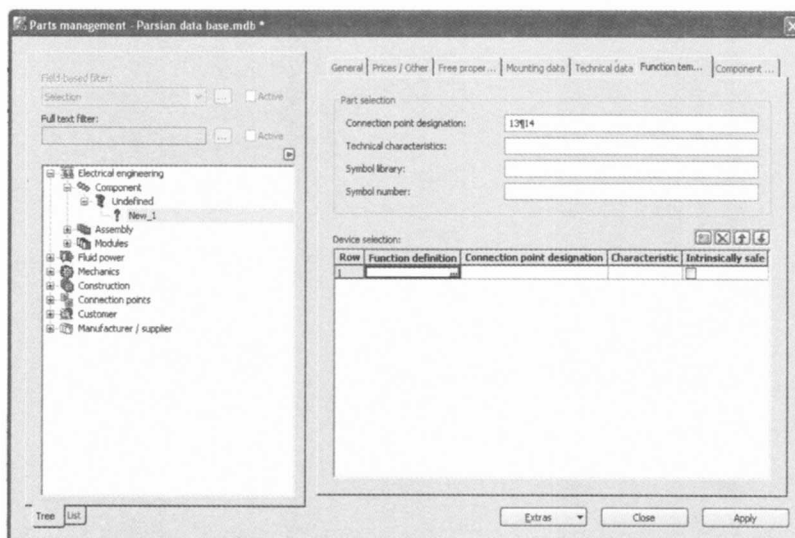 Parts management - Parsian data base.mdb *
Field-based filter:
Selection
...
Active
Full text filter:
...
Active
Electrical engineering
Component
Undefined
New_1
Assembly
Modules
Fluid power
Mechanics
Construction
Connection points
Customer
Manufacturer / supplier
Tree
List
General
Prices / Other
Free proper...
Mounting data
Technical data
Function tem...
Component ...
Part selection
Connection point designation:
13¶14
Technical characteristics:
Symbol library:
Symbol number:
Device selection:
Row Function definition Connection point designation Characteristic Intrinsically safe
1 ...
Extras
Close
Apply